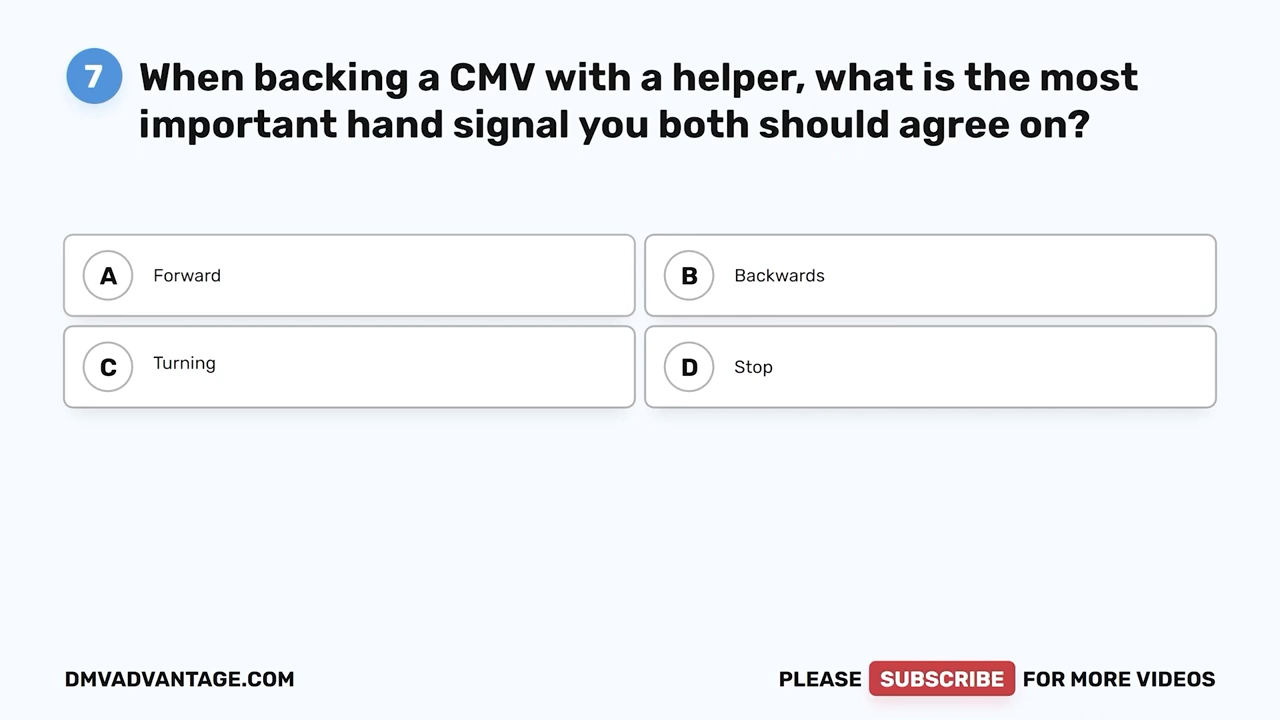 7
When backing a CMV with a helper, what is the most
important hand signal you both should agree on?
A Forward
B Backwards
C Turning
D Stop
DMVADVANTAGE.COM
PLEASE SUBSCRIBE FOR MORE VIDEOS